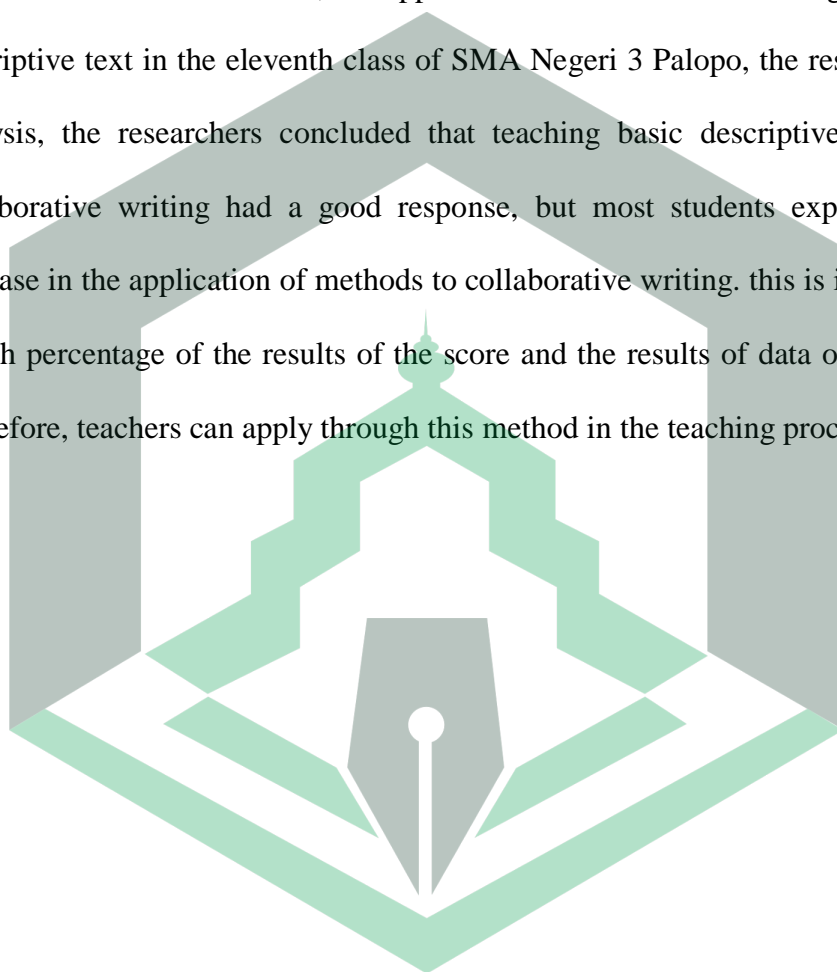 riptive text in the eleventh class of SMA Negeri 3 Palopo, the res
ysis, the researchers concluded that teaching basic descriptive
borative writing had a good response, but most students exp
ase in the application of methods to collaborative writing. this is i
h percentage of the results of the score and the results of data o
efore, teachers can apply through this method in the teaching proc